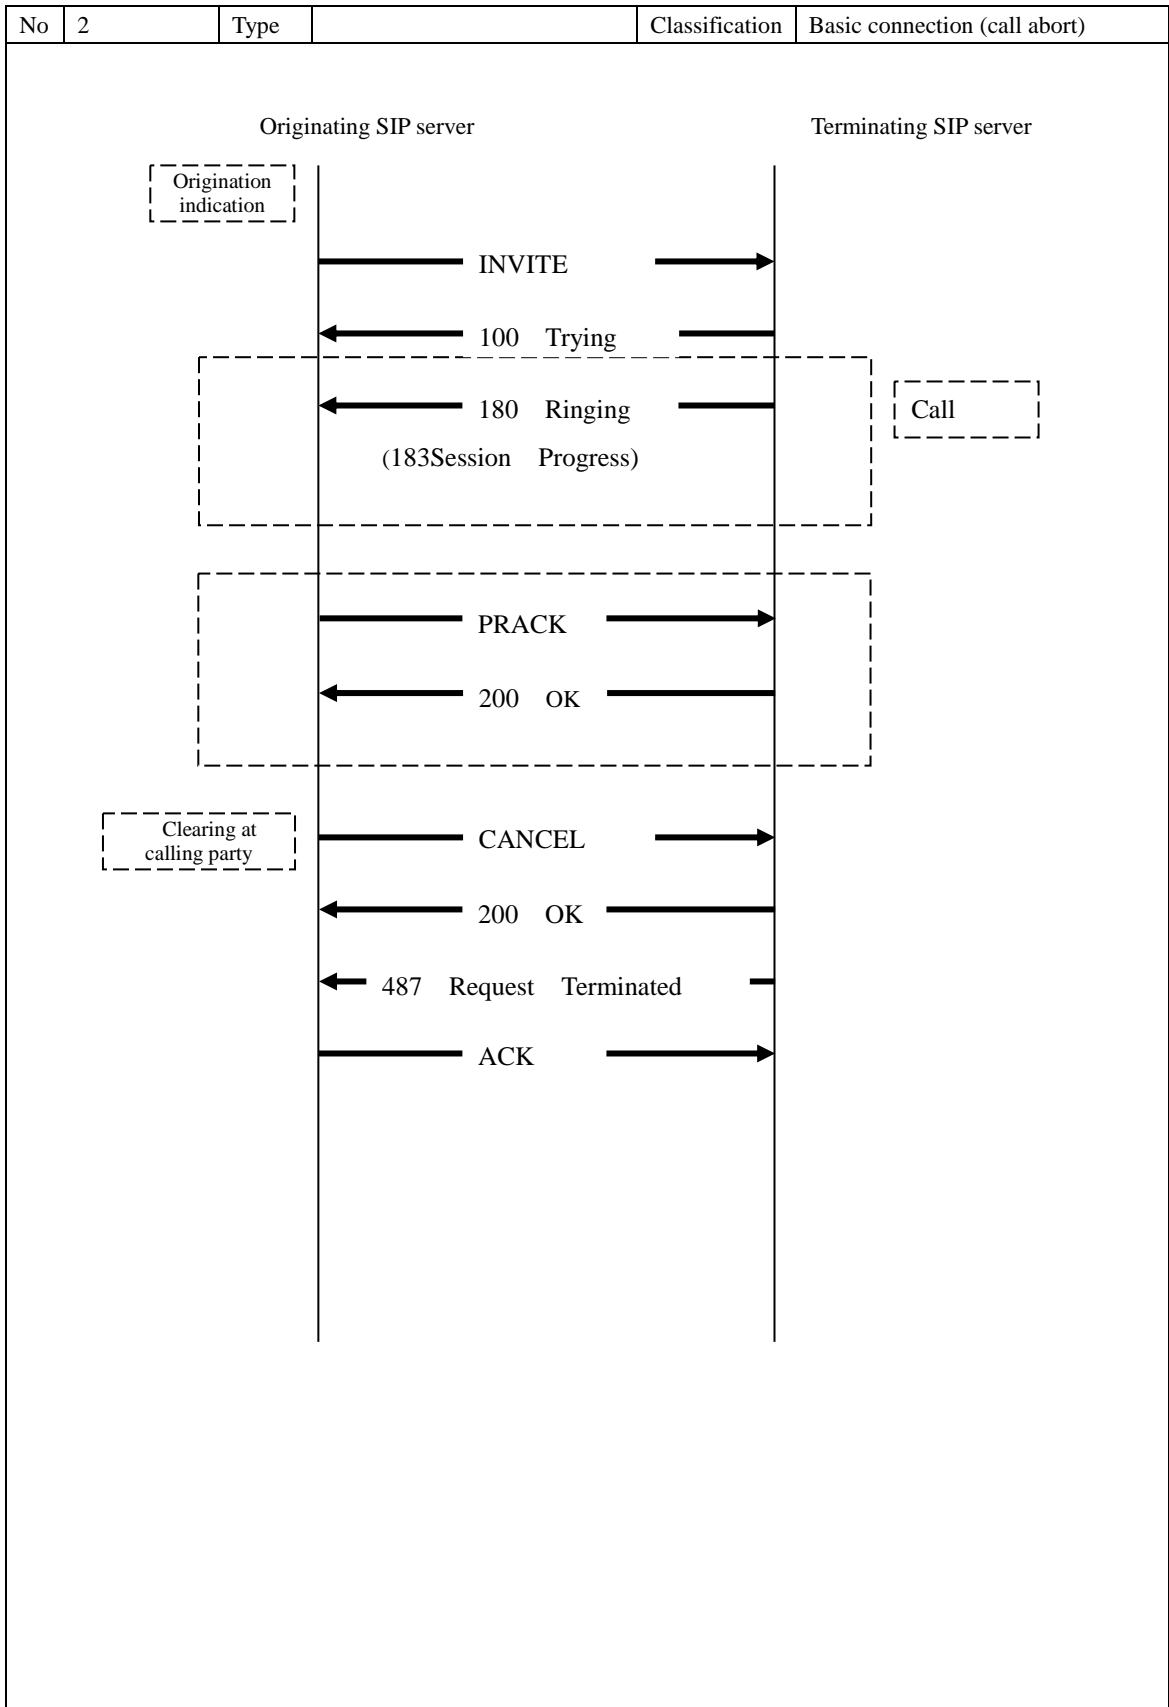 No 2 Type Classification Basic connection (call abort)
Originating SIP server Terminating SIP server
Origination
indication
INVITE
100 Trying
180 Ringing
Call
(183Session Progress)
PRACK
200 OK
Clearing at
calling party
CANCEL
200 OK
487 Request Terminated
ACK